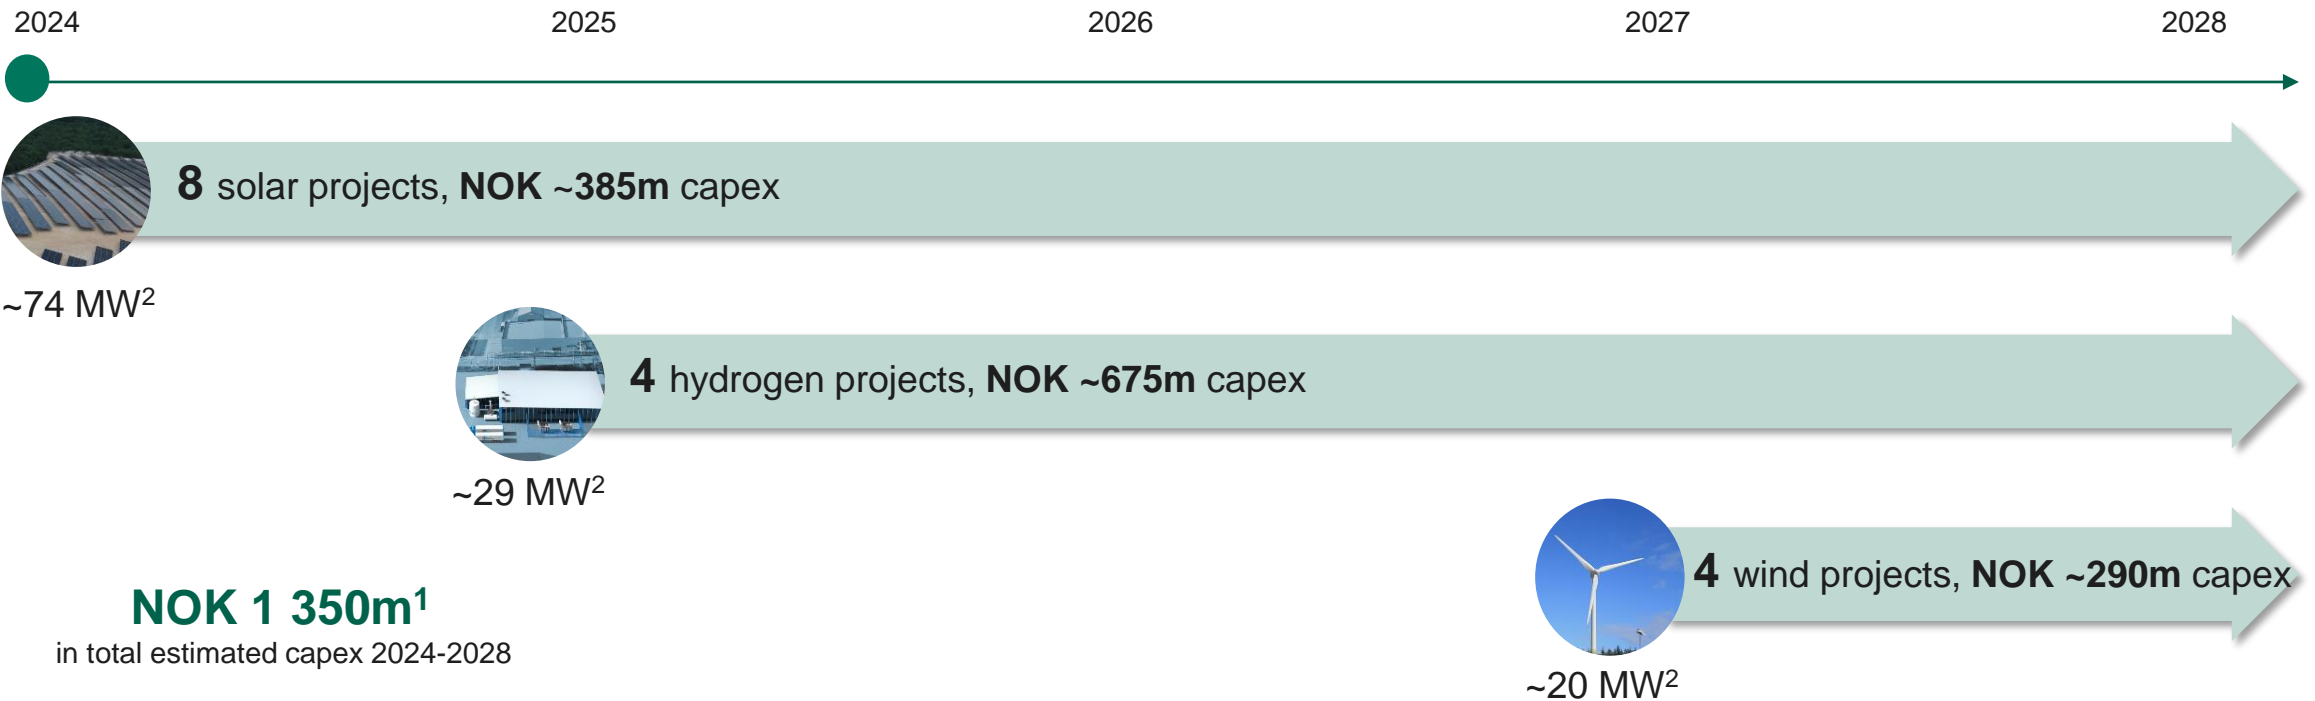 2024 2025 2026 2027 2028
8 solar projects, NOK ~385m capex
~74 MW²
4 hydrogen projects, NOK ~675m capex
~29 MW²
4 wind projects, NOK ~290m capex
~20 MW²
NOK 1 350m¹
in total estimated capex 2024-2028